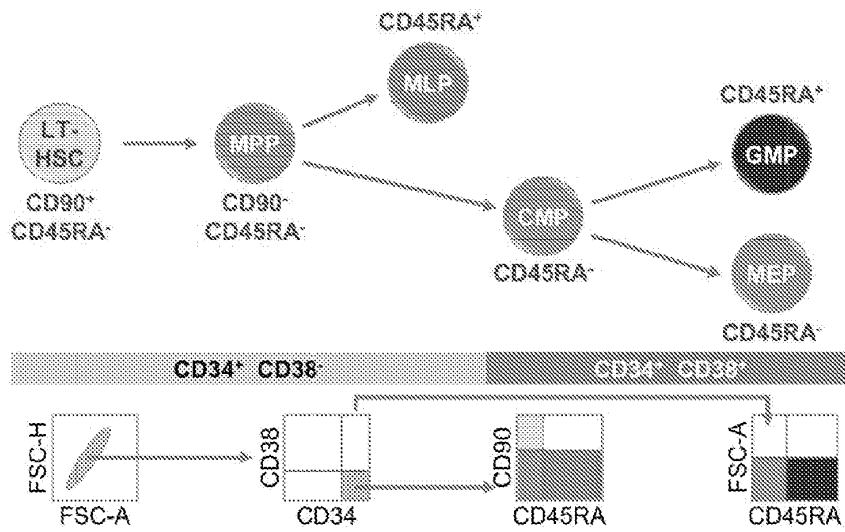 CD45RA⁺
MLP
CD45RA⁺
LT-
HSC
MPP
GMP
CD90⁺
CD45RA⁻
CD90⁻
CD45RA⁻
CMP
CD45RA⁻
MEP
CD45RA⁻
CD34⁺ CD38⁻
CD34⁺ CD38⁺
FSC-H
FSC-A
CD38
CD34
CD90
CD45RA
FSC-A
CD45RA